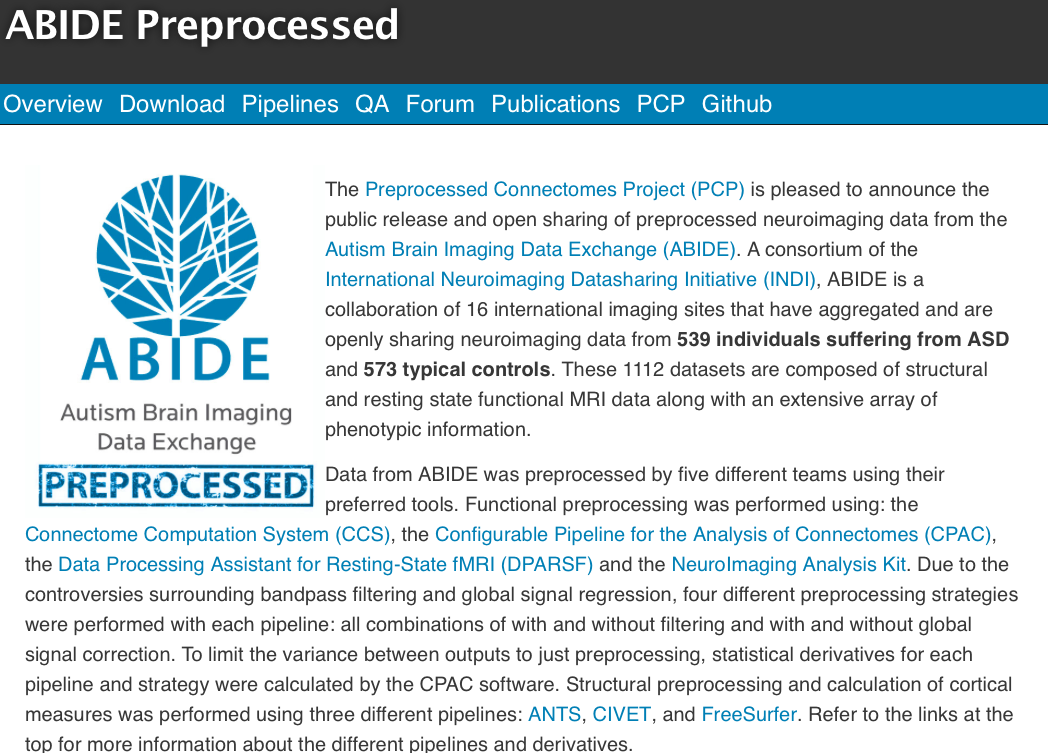 ABIDE Preprocessed
Overview Download Pipelines QA Forum Publications PCP Github
ABIDE
Autism Brain Imaging
Data Exchange
PREPROCESSED
The Preprocessed Connectomes Project (PCP) is pleased to announce the
public release and open sharing of preprocessed neuroimaging data from the
Autism Brain Imaging Data Exchange (ABIDE). A consortium of the
International Neuroimaging Datasharing Initiative (INDI), ABIDE is a
collaboration of 16 international imaging sites that have aggregated and are
openly sharing neuroimaging data from 539 individuals suffering from ASD
and 573 typical controls. These 1112 datasets are composed of structural
and resting state functional MRI data along with an extensive array of
phenotypic information.
Data from ABIDE was preprocessed by five different teams using their
preferred tools. Functional preprocessing was performed using: the
Connectome Computation System (CCS), the Configurable Pipeline for the Analysis of Connectomes (CPAC),
the Data Processing Assistant for Resting-State fMRI (DPARSF) and the NeuroImaging Analysis Kit. Due to the
controversies surrounding bandpass filtering and global signal regression, four different preprocessing strategies
were performed with each pipeline: all combinations of with and without filtering and with and without global
signal correction. To limit the variance between outputs to just preprocessing, statistical derivatives for each
pipeline and strategy were calculated by the CPAC software. Structural preprocessing and calculation of cortical
measures was performed using three different pipelines: ANTS, CIVET, and FreeSurfer. Refer to the links at the
top for more information about the different pipelines and derivatives.